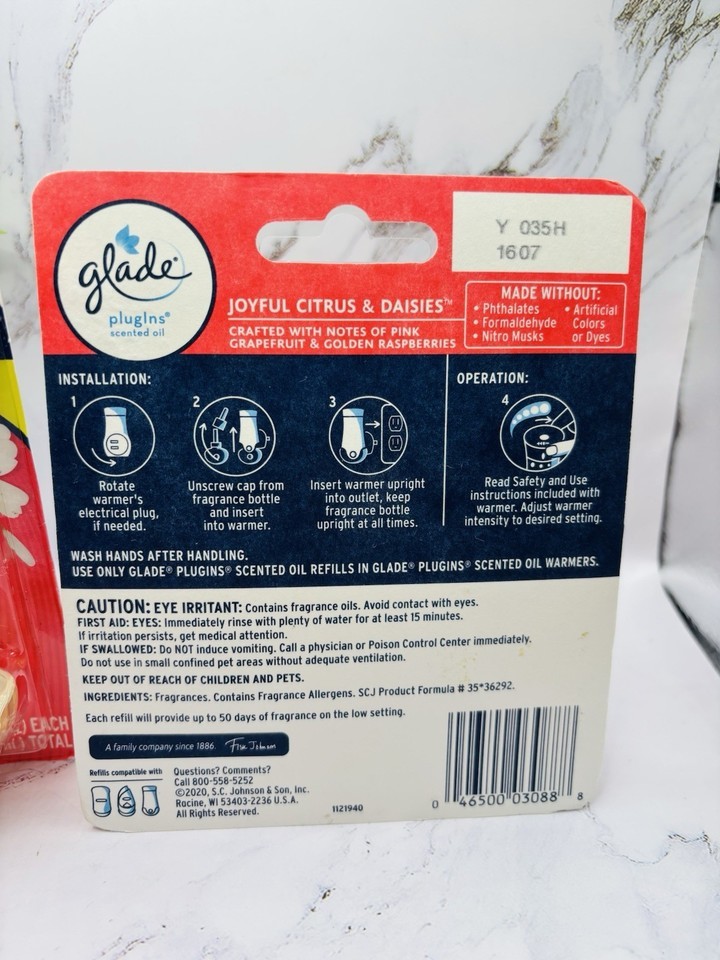 glade®
plugIns®
scented oil
Y 035H
1607
JOYFUL CITRUS & DAISIES™
CRAFTED WITH NOTES OF PINK
GRAPEFRUIT & GOLDEN RASPBERRIES
MADE WITHOUT:
• Phthalates
• Formaldehyde
• Nitro Musks
• Artificial
Colors
or Dyes
INSTALLATION:
1
Rotate
warmer's
electrical plug,
if needed.
2
Unscrew cap from
fragrance bottle
and insert
into warmer.
3
Insert warmer upright
into outlet, keep
fragrance bottle
upright at all times.
OPERATION:
4
Read Safety and Use
instructions included with
warmer. Adjust warmer
intensity to desired setting.
WASH HANDS AFTER HANDLING.
USE ONLY GLADE® PLUGINS® SCENTED OIL REFILLS IN GLADE® PLUGINS® SCENTED OIL WARMERS.
CAUTION: EYE IRRITANT: Contains fragrance oils. Avoid contact with eyes.
FIRST AID: EYES: Immediately rinse with plenty of water for at least 15 minutes.
If irritation persists, get medical attention.
IF SWALLOWED: Do NOT induce vomiting. Call a physician or Poison Control Center immediately.
Do not use in small confined pet areas without adequate ventilation.
KEEP OUT OF REACH OF CHILDREN AND PETS.
INGREDIENTS: Fragrances. Contains Fragrance Allergens. SCJ Product Formula # 35*36292.
Each refill will provide up to 50 days of fragrance on the low setting.
A family company since 1886. Fisk Johnson
Refills compatible with
Questions? Comments?
Call 800-558-5252
©2020, S.C. Johnson & Son, Inc.
Racine, WI 53403-2236 U.S.A.
All Rights Reserved.
1121940
0 46500 03088 8
EACH
TOTAL